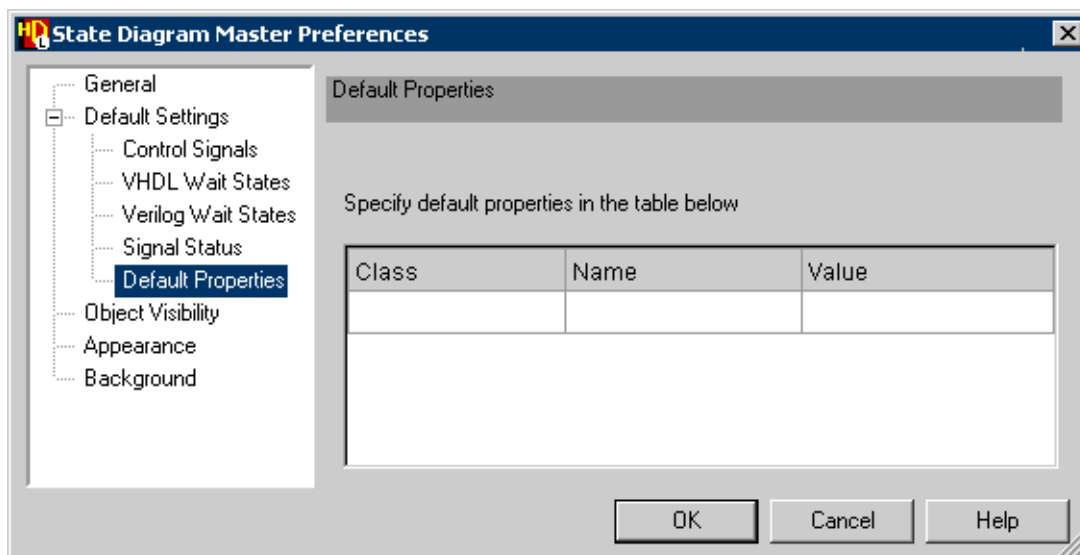 HDL State Diagram Master Preferences
General
Default Settings
Control Signals
VHDL Wait States
Verilog Wait States
Signal Status
Default Properties
Object Visibility
Appearance
Background
Default Properties
Specify default properties in the table below
Class Name Value
OK Cancel Help